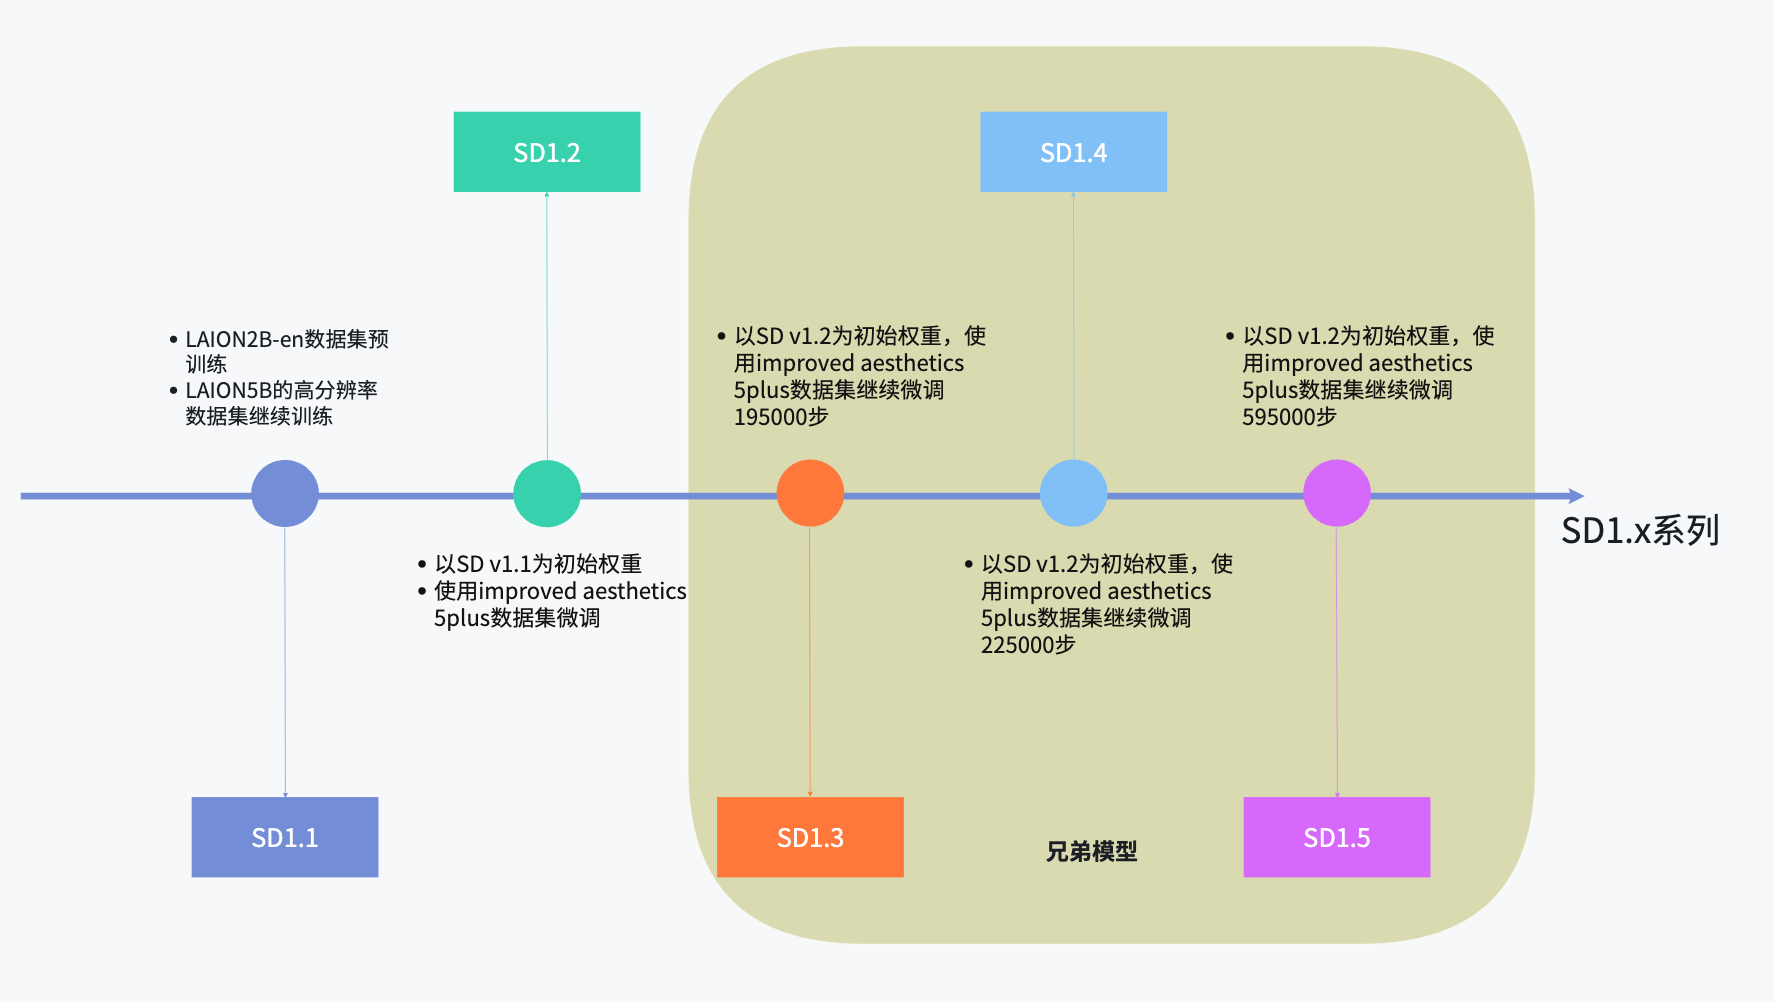 SD1.2
SD1.4
• LAION2B-en数据集预
训练
• LAION5B的高分辨率
数据集继续训练
• 以SD v1.2为初始权重，使
用improved aesthetics
5plus数据集继续微调
195000步
• 以SD v1.2为初始权重，使
用improved aesthetics
5plus数据集继续微调
595000步
SD1.x系列
• 以SD v1.1为初始权重
• 使用improved aesthetics
5plus数据集微调
• 以SD v1.2为初始权重，使
用improved aesthetics
5plus数据集继续微调
225000步
SD1.1
SD1.3
兄弟模型
SD1.5